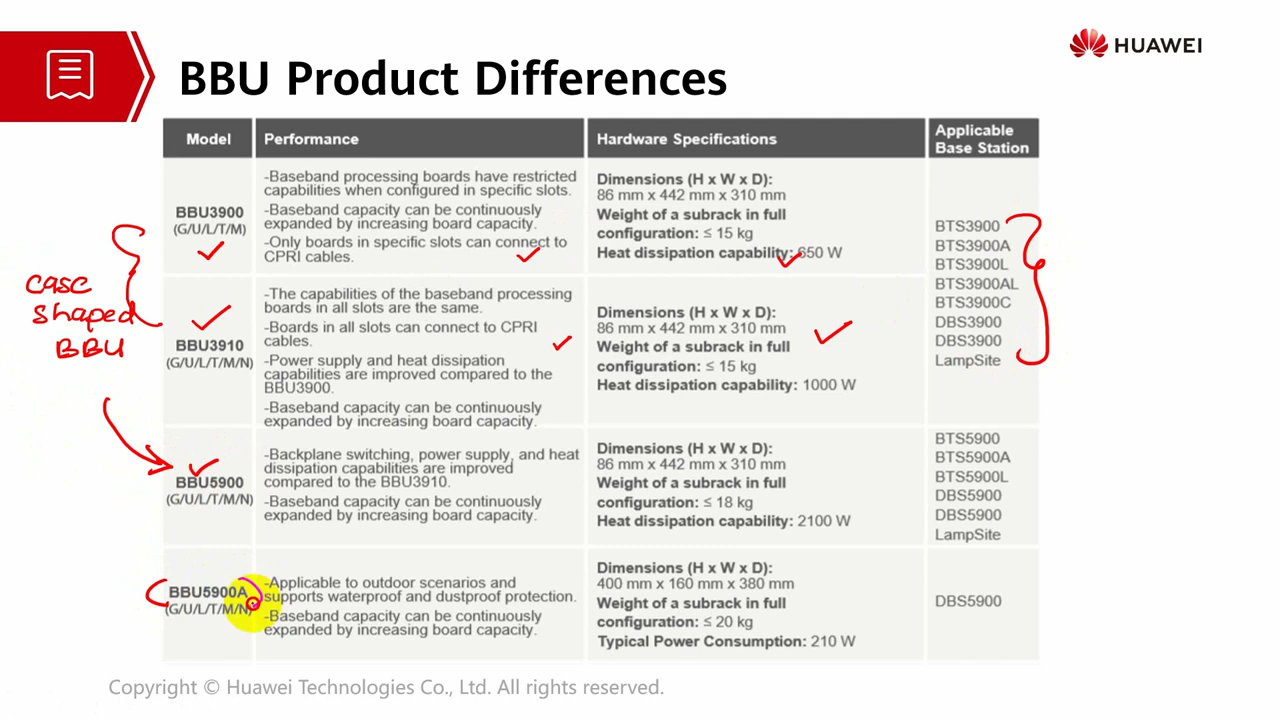 HUAWEI
BBU Product Differences
Model
Performance
Hardware Specifications
Applicable
Base Station
BBU3900
(G/U/L/T/M)
-Baseband processing boards have restricted
capabilities when configured in specific slots.
-Baseband capacity can be continuously
expanded by increasing board capacity.
-Only boards in specific slots can connect to
CPRI cables.
Dimensions (H x W x D):
86 mm x 442 mm x 310 mm
Weight of a subrack in full
configuration: ≤ 15 kg
Heat dissipation capability: 650 W
BTS3900
BTS3900A
BTS3900L
BTS3900AL
BTS3900C
DBS3900
DBS3900
LampSite
case
shaped
BBU
BBU3910
(G/U/L/T/M/N)
-The capabilities of the baseband processing
boards in all slots are the same.
-Boards in all slots can connect to CPRI
cables.
-Power supply and heat dissipation
capabilities are improved compared to the
BBU3900.
-Baseband capacity can be continuously
expanded by increasing board capacity.
Dimensions (H x W x D):
86 mm x 442 mm x 310 mm
Weight of a subrack in full
configuration: ≤ 15 kg
Heat dissipation capability: 1000 W
BBU5900
(G/U/L/T/M/N)
-Backplane switching, power supply, and heat
dissipation capabilities are improved
compared to the BBU3910.
-Baseband capacity can be continuously
expanded by increasing board capacity.
Dimensions (H x W x D):
86 mm x 442 mm x 310 mm
Weight of a subrack in full
configuration: ≤ 18 kg
Heat dissipation capability: 2100 W
BTS5900
BTS5900A
BTS5900L
DBS5900
DBS5900
LampSite
BBU5900A
(G/U/L/T/M/N)
-Applicable to outdoor scenarios and
supports waterproof and dustproof protection.
-Baseband capacity can be continuously
expanded by increasing board capacity.
Dimensions (H x W x D):
400 mm x 160 mm x 380 mm
Weight of a subrack in full
configuration: ≤ 20 kg
Typical Power Consumption: 210 W
DBS5900
Copyright © Huawei Technologies Co., Ltd. All rights reserved.